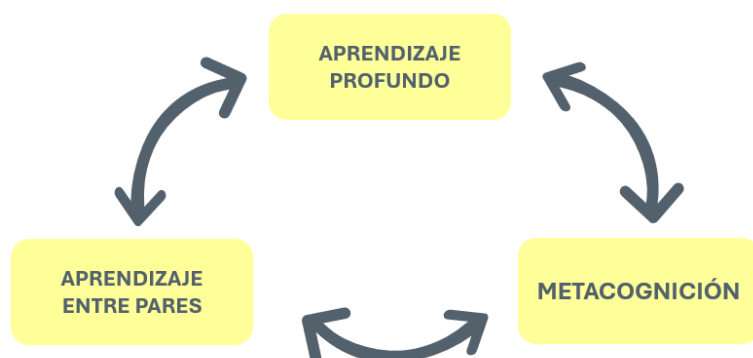 APRENDIZAJE
PROFUNDO
APRENDIZAJE
ENTRE PARES
METACOGNICIÓN